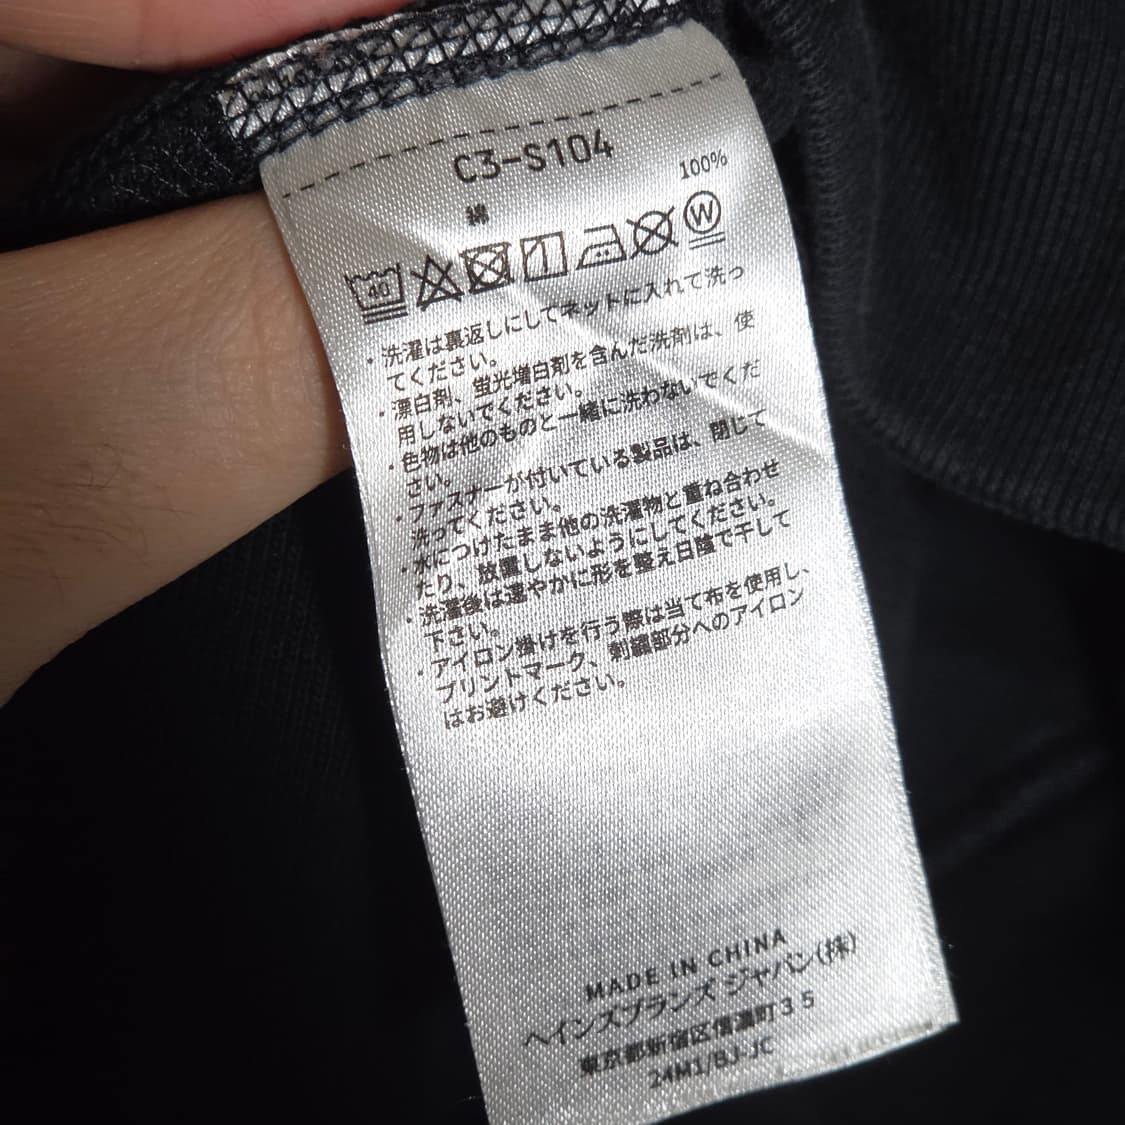 C3-S104
綿 100%
40 W
・洗濯は裏返しにしてネットに入れて洗っ
てください。
・漂白剤、蛍光増白剤を含んだ洗剤は、使
用しないでください。
・色物は他のものと一緒に洗わないでくだ
さい。
・ファスナーが付いている製品は、閉じて
洗ってください。
・水につけたまま他の洗濯物と重ね合わせ
たり、放置しないようにしてください。
・洗濯後は速やかに形を整え日陰で干して
下さい。
・アイロン掛けを行う際は当て布を使用し、
プリントマーク、刺繍部分へのアイロン
はお避けください。
MADE IN CHINA
ヘインズブランズ ジャパン(株)
東京都新宿区信濃町35
24M1/BJ-JC